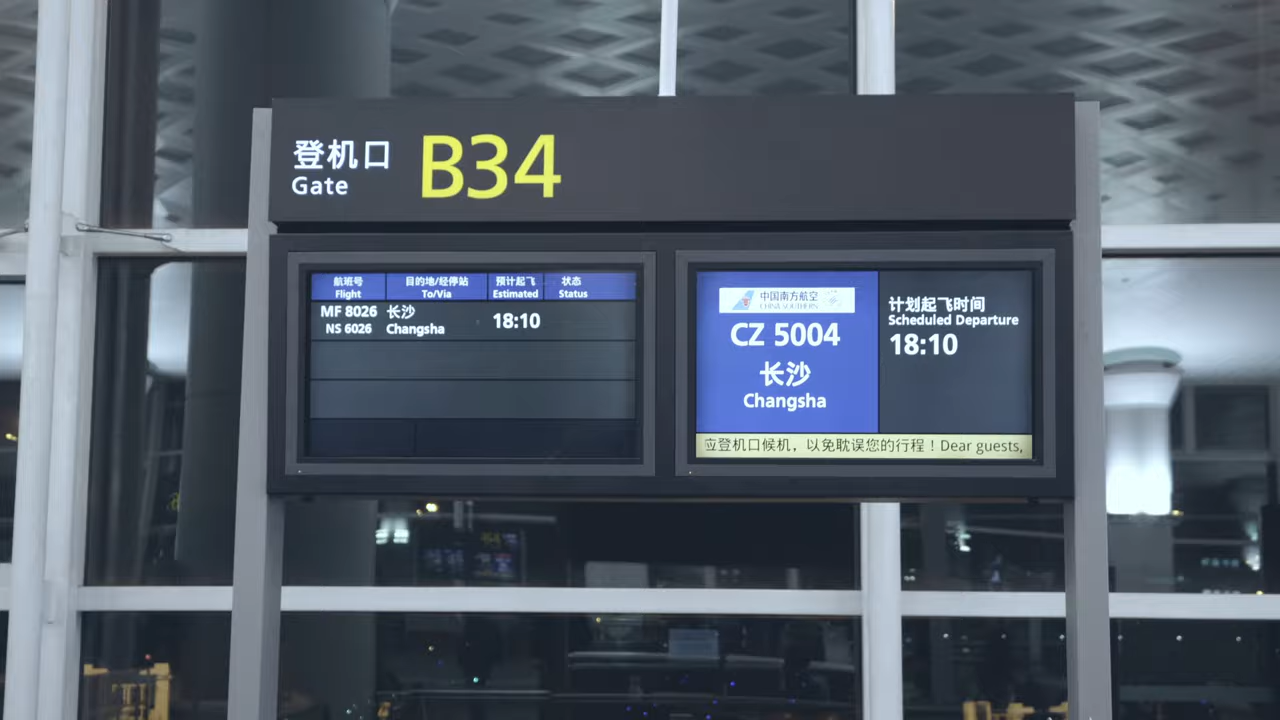 登机口
Gate
B34
航班号 目的地/经停站 预计起飞 状态
Flight To/Via Estimated Status
MF 8026 长沙 18:10
NS 6026 Changsha
中国南方航空
CHINA SOUTHERN
CZ 5004
长沙
Changsha
计划起飞时间
Scheduled Departure
18:10
应登机口候机，以免耽误您的行程！Dear guests,